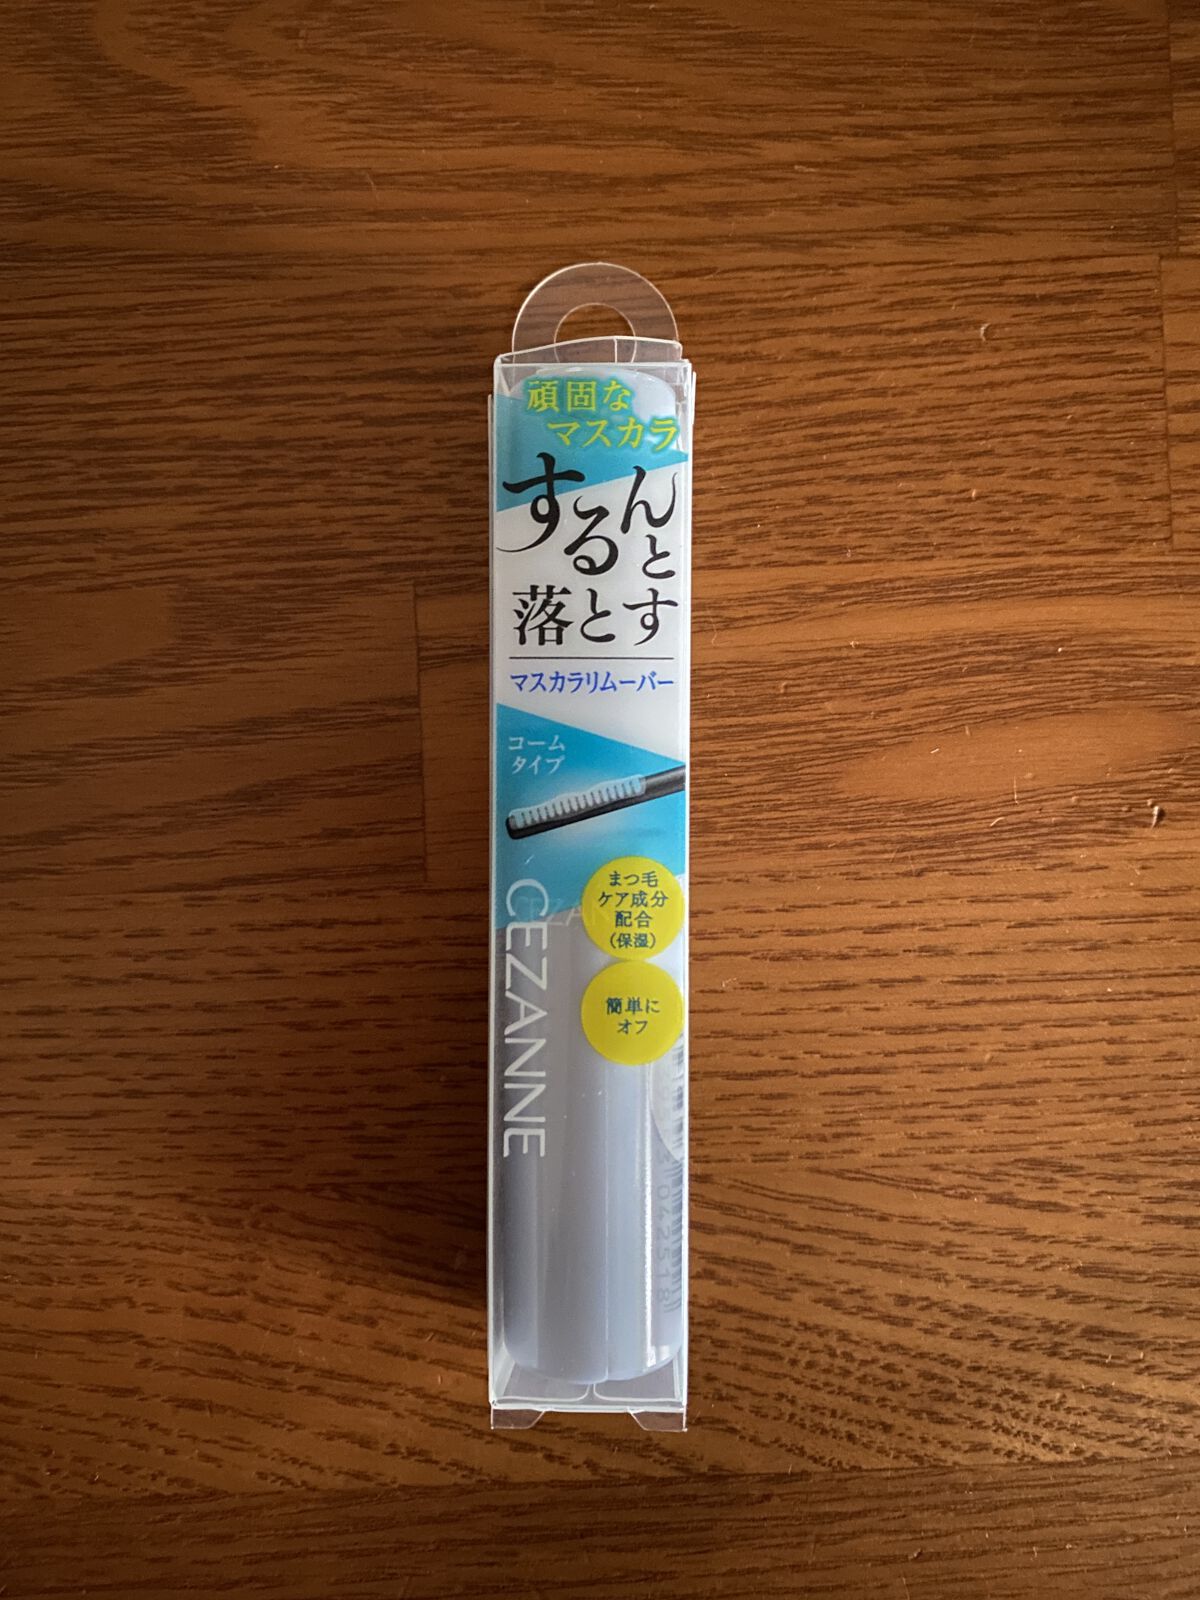 頑固な
マスカラ
するんと
落とす
マスカラリムーバー
コーム
タイプ
まつ毛
ケア成分
配合
(保湿)
簡単に
オフ
CEZANNE